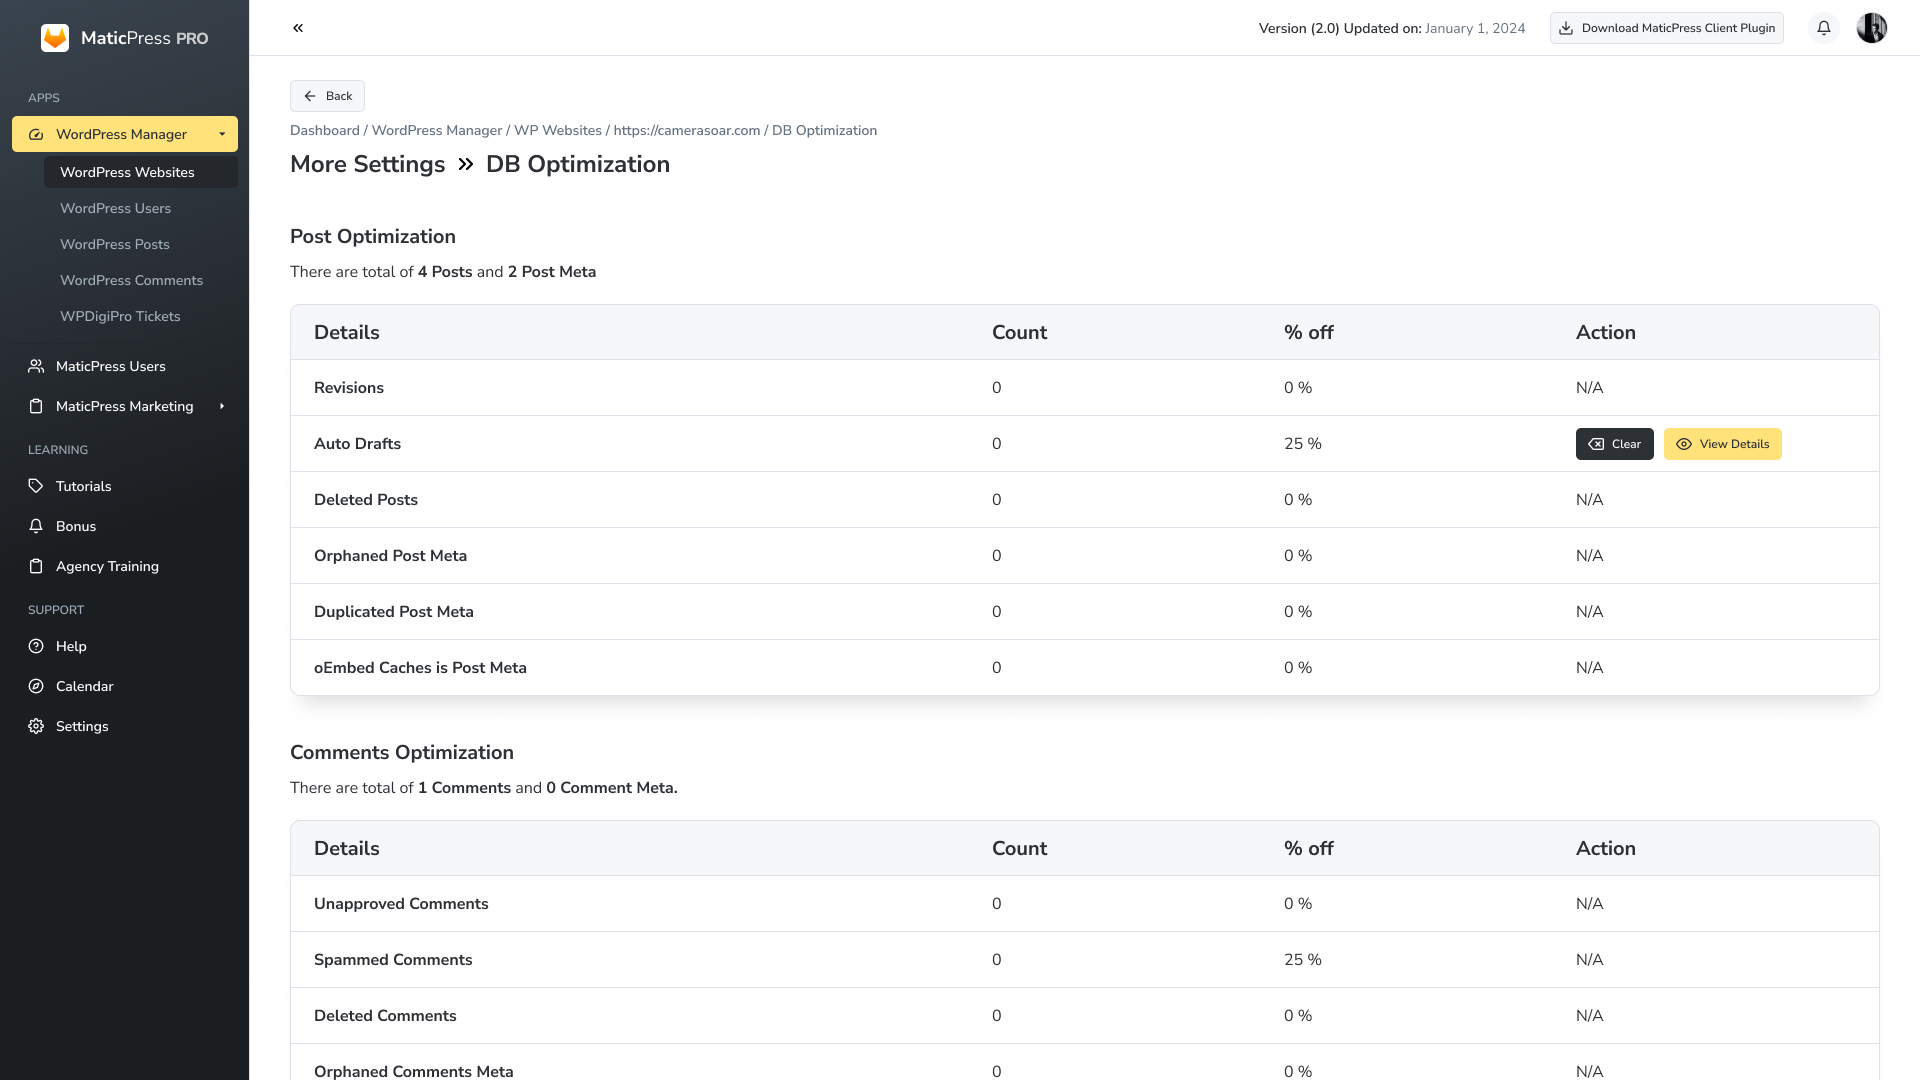 MaticPress PRO
APPS
WordPress Manager
WordPress Websites
WordPress Users
WordPress Posts
WordPress Comments
WPDigiPro Tickets
MaticPress Users
MaticPress Marketing
LEARNING
Tutorials
Bonus
Agency Training
SUPPORT
Help
Calendar
Settings
Version (2.0) Updated on: January 1, 2024
Download MaticPress Client Plugin
Back
Dashboard / WordPress Manager / WP Websites / https://camerasoar.com / DB Optimization
More Settings » DB Optimization
Post Optimization
There are total of 4 Posts and 2 Post Meta
Details Count % off Action
Revisions 0 0 % N/A
Auto Drafts 0 25 % Clear View Details
Deleted Posts 0 0 % N/A
Orphaned Post Meta 0 0 % N/A
Duplicated Post Meta 0 0 % N/A
oEmbed Caches is Post Meta 0 0 % N/A
Comments Optimization
There are total of 1 Comments and 0 Comment Meta.
Details Count % off Action
Unapproved Comments 0 0 % N/A
Spammed Comments 0 25 % N/A
Deleted Comments 0 0 % N/A
Orphaned Comments Meta 0 0 % N/A